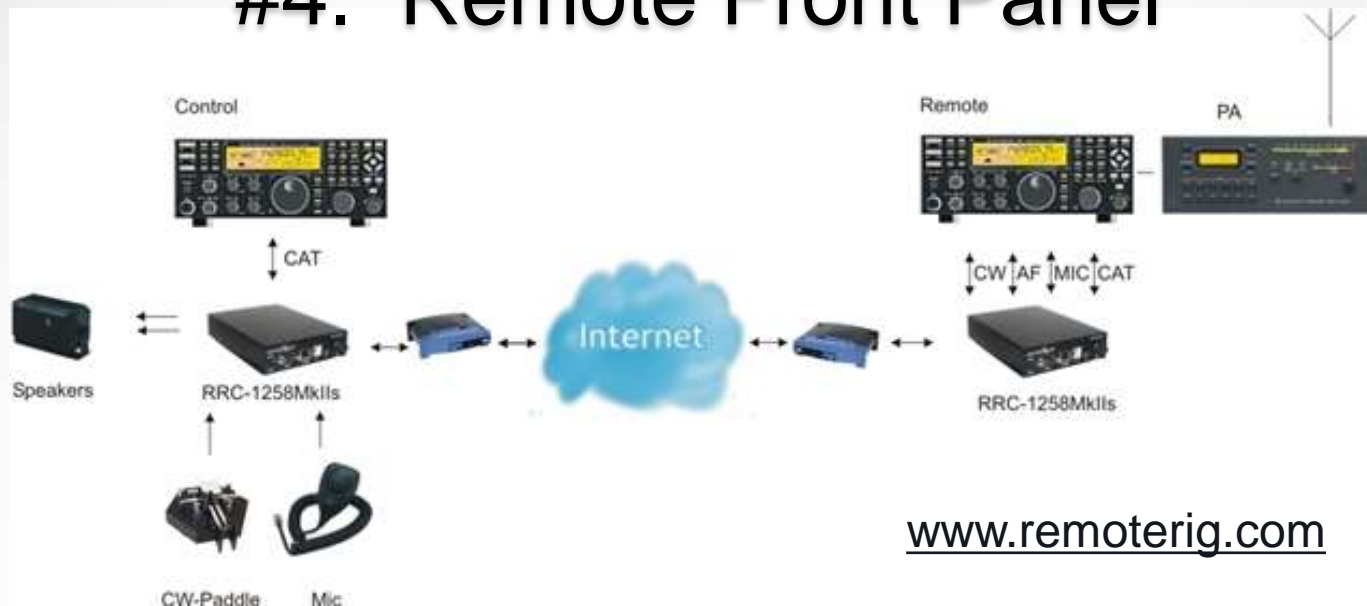 #4: Remote Front Panel
Control
Remote
PA
CAT
CW AF MIC CAT
Internet
Speakers
RRC-1258MkIIs
RRC-1258MkIIs
CW-Paddle
Mic
www.remoterig.com